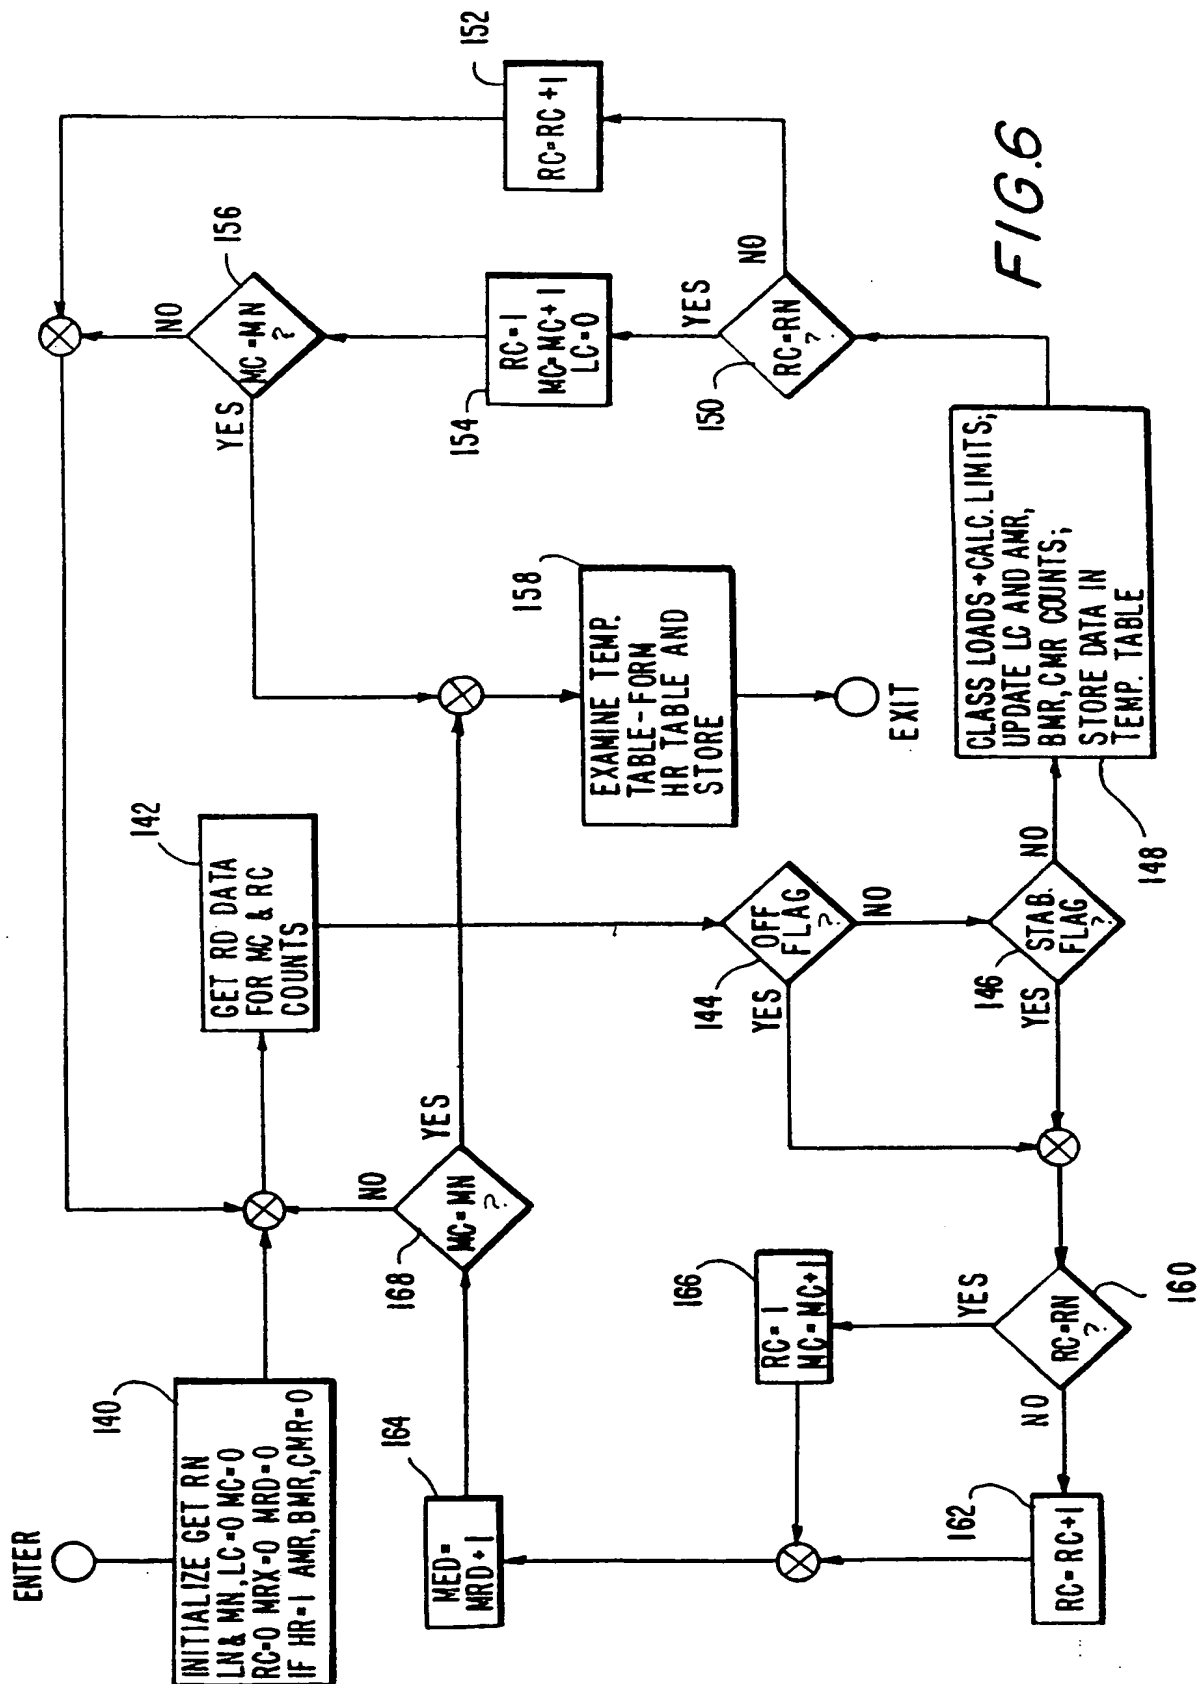 ENTER
140
INITIALIZE GET RN
LN & MN, LC=0 MC=0
RC=0 MRX=0 MRD=0
IF HR=1 AMR, BMR, CMR=0
142
GET RD DATA
FOR MC & RC
COUNTS
144
OFF
FLAG
?
YES
NO
146
STAB.
FLAG
?
YES
NO
148
CLASS LOADS+CALC. LIMITS;
UPDATE LC AND AMR,
BMR, CMR COUNTS;
STORE DATA IN
TEMP. TABLE
150
RC=RN
?
YES
NO
152
RC=RC+1
154
RC=1
MC=MC+1
LC=0
156
MC=MN
?
YES
NO
158
EXAMINE TEMP.
TABLE-FORM
HR TABLE AND
STORE
EXIT
160
RC=RN
?
YES
NO
162
RC=RC+1
164
MED=
MRD+1
166
RC=1
MC=MC+1
168
MC=MN
?
YES
NO
FIG.6